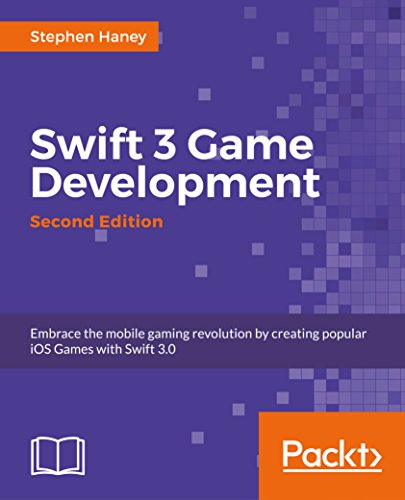 Stephen Haney
Swift 3 Game
Development
Second Edition
Embrace the mobile gaming revolution by creating popular
iOS Games with Swift 3.0
Packt>